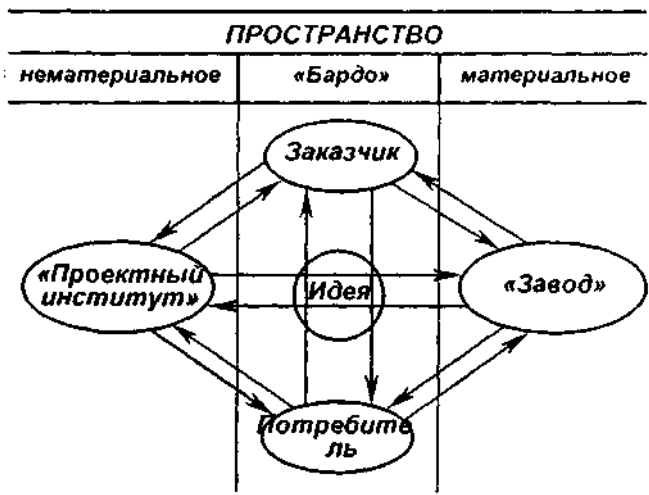 ПРОСТРАНСТВО
нематериальное «Бардо» материальное
Заказчик
«Проектный
институт»
Идея
«Завод»
Потребите
ль